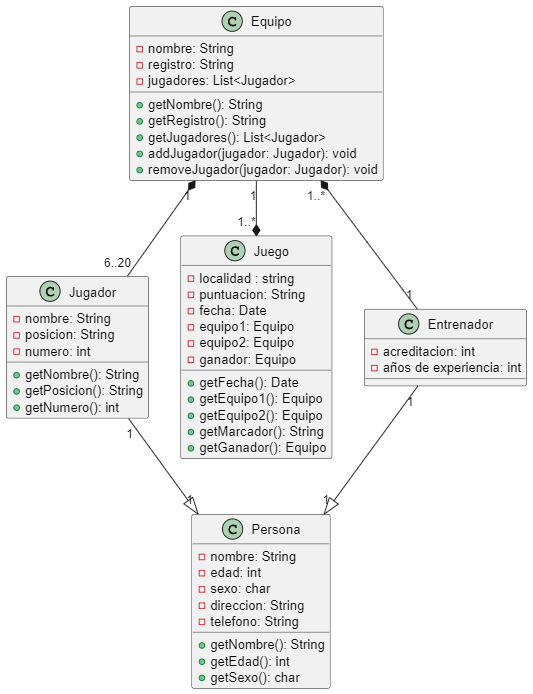 C Equipo
nombre: String
registro: String
jugadores: List<Jugador>
getNombre(): String
getRegistro(): String
getJugadores(): List<Jugador>
addJugador(jugador: Jugador): void
removeJugador(jugador: Jugador): void
1
1
1..*
6..20
1..*
1
C Jugador
nombre: String
posicion: String
numero: int
getNombre(): String
getPosicion(): String
getNumero(): int
C Juego
localidad : string
puntuacion: String
fecha: Date
equipo1: Equipo
equipo2: Equipo
ganador: Equipo
getFecha(): Date
getEquipo1(): Equipo
getEquipo2(): Equipo
getMarcador(): String
getGanador(): Equipo
C Entrenador
acreditacion: int
años de experiencia: int
1
1
1
1
C Persona
nombre: String
edad: int
sexo: char
direccion: String
telefono: String
getNombre(): String
getEdad(): int
getSexo(): char